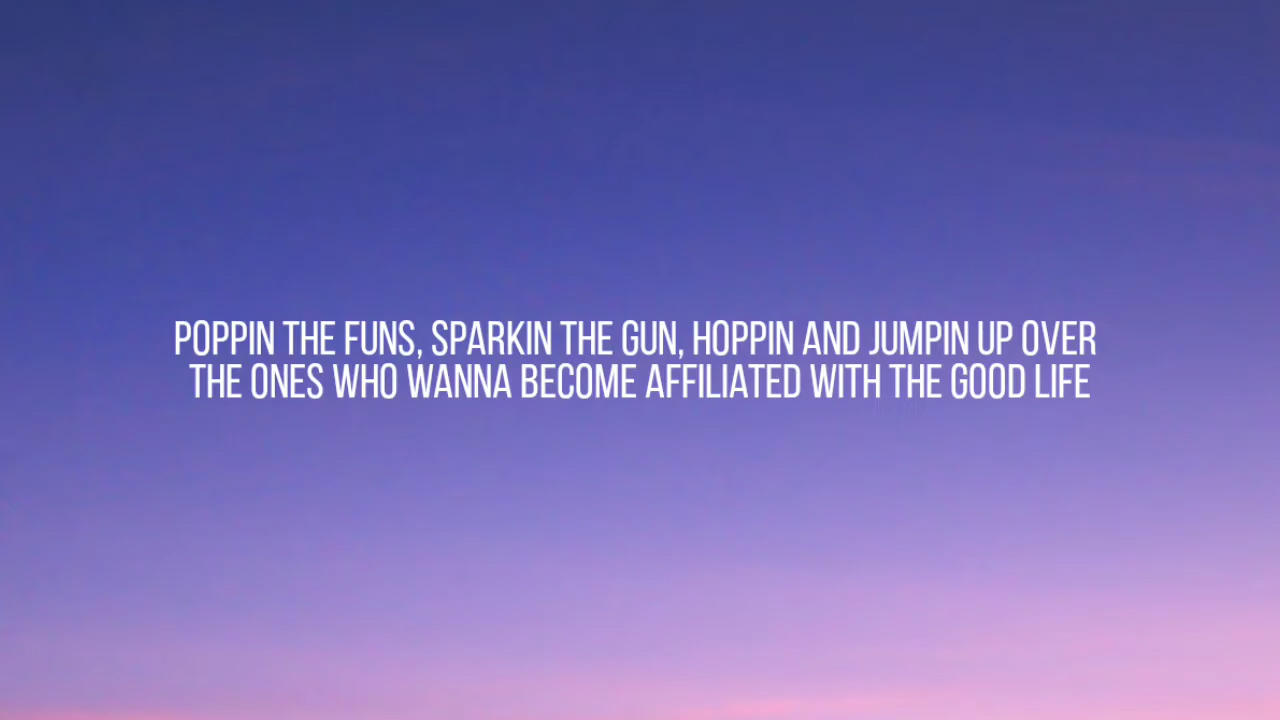 POPPIN THE FUNS, SPARKIN THE GUN, HOPPIN AND JUMPIN UP OVER
THE ONES WHO WANNA BECOME AFFILIATED WITH THE GOOD LIFE